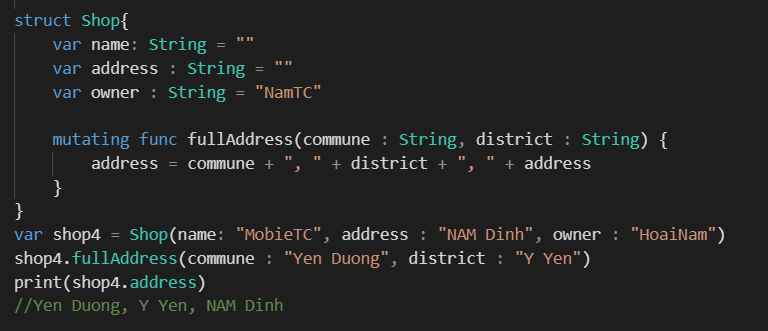 struct Shop{
    var name: String = ""
    var address : String = ""
    var owner : String = "NamTC"

    mutating func fullAddress(commune : String, district : String) {
        address = commune + ", " + district + ", " + address
    }
}
var shop4 = Shop(name: "MobieTC", address : "NAM Dinh", owner : "HoaiNam")
shop4.fullAddress(commune : "Yen Duong", district : "Y Yen")
print(shop4.address)
//Yen Duong, Y Yen, NAM Dinh